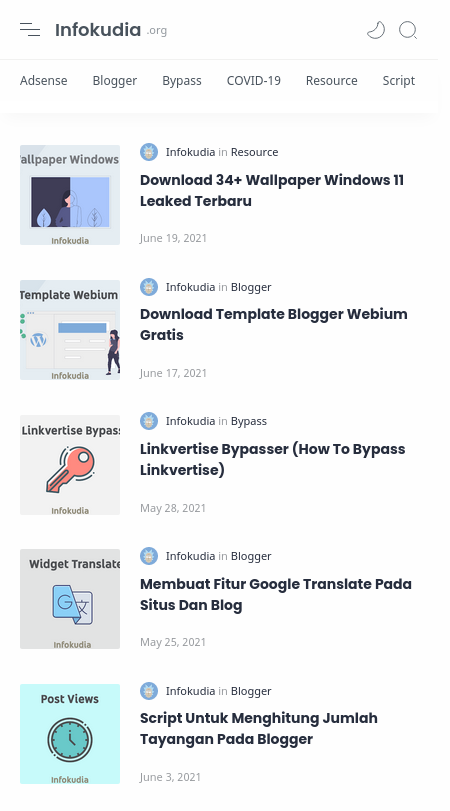 Infokudia .org
Adsense Blogger Bypass COVID-19 Resource Script
allpaper Windows
Infokudia
Infokudia in Resource
Download 34+ Wallpaper Windows 11
Leaked Terbaru
June 19, 2021
Template Webium
Infokudia
Infokudia in Blogger
Download Template Blogger Webium
Gratis
June 17, 2021
Linkvertise Bypass
Infokudia
Infokudia in Bypass
Linkvertise Bypasser (How To Bypass
Linkvertise)
May 28, 2021
Widget Translate
G 文
Infokudia
Infokudia in Blogger
Membuat Fitur Google Translate Pada
Situs Dan Blog
May 25, 2021
Post Views
Infokudia
Infokudia in Blogger
Script Untuk Menghitung Jumlah
Tayangan Pada Blogger
June 3, 2021